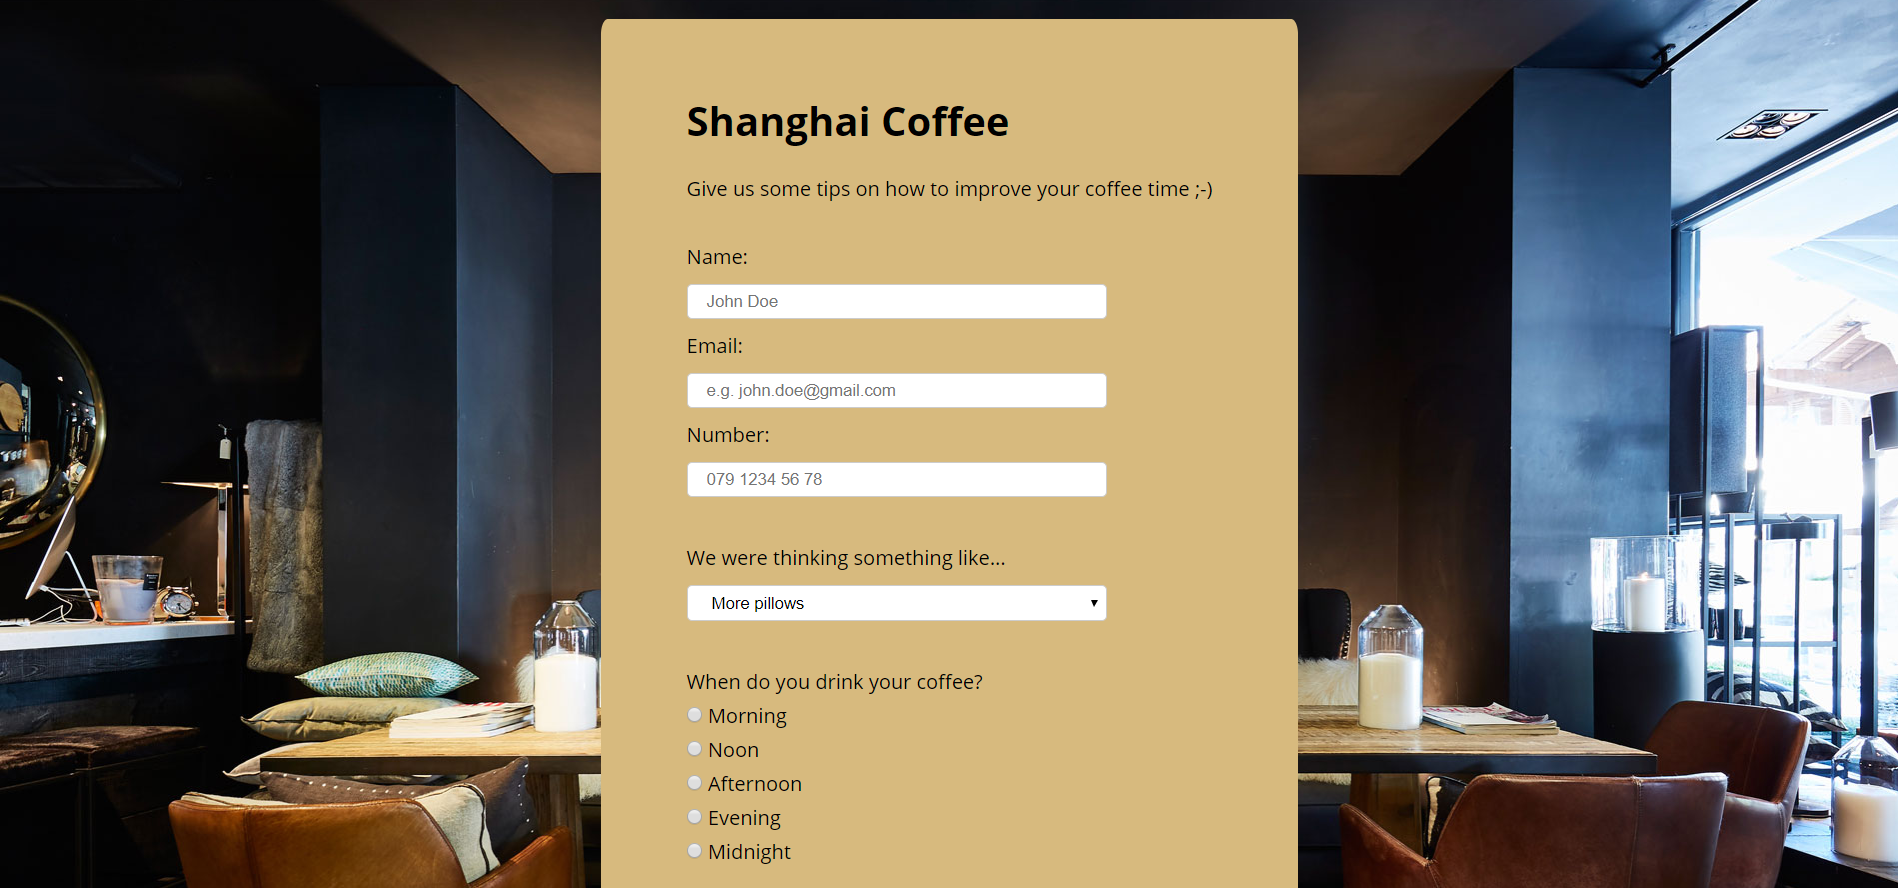 Shanghai Coffee
Give us some tips on how to improve your coffee time ;-)
Name:
John Doe
Email:
e.g. john.doe@gmail.com
Number:
079 1234 56 78
We were thinking something like...
More pillows
When do you drink your coffee?
Morning
Noon
Afternoon
Evening
Midnight